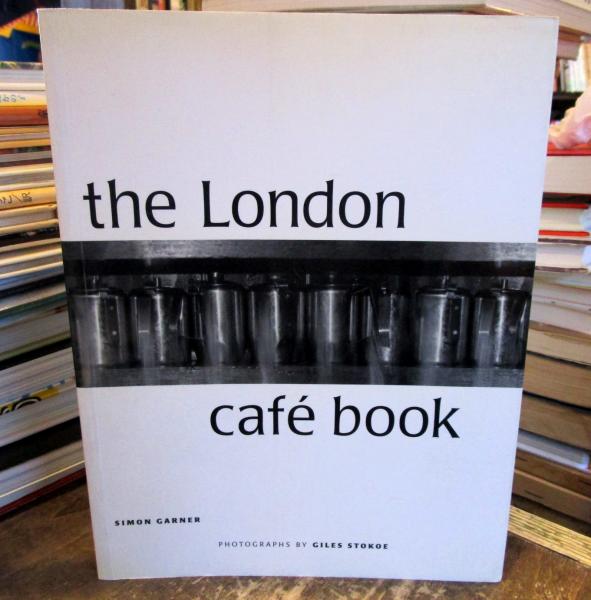 the London
café book
SIMON GARNER
PHOTOGRAPHS BY GILES STOKOE